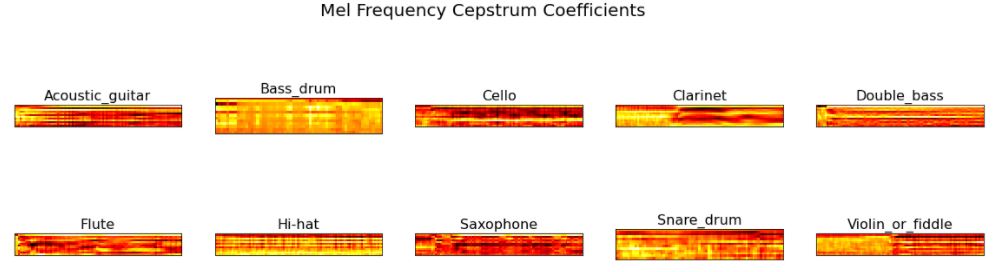 Mel Frequency Cepstrum Coefficients
Acoustic_guitar
Bass_drum
Cello
Clarinet
Double_bass
Flute
Hi-hat
Saxophone
Snare_drum
Violin_or_fiddle